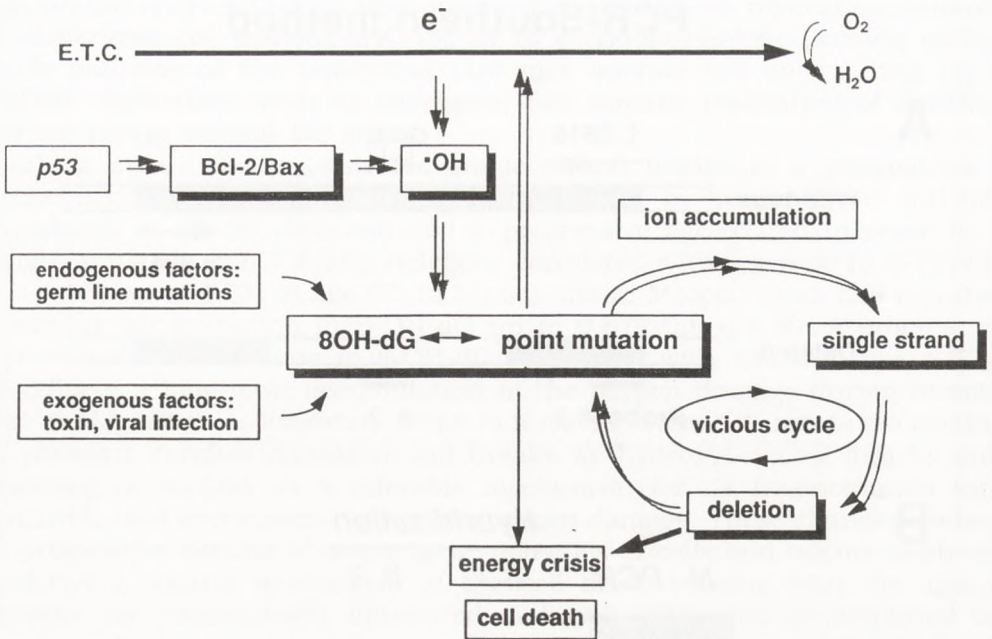 e-
E.T.C.
O2
H2O
p53
Bcl-2/Bax
·OH
ion accumulation
endogenous factors:
germ line mutations
8OH-dG
point mutation
single strand
exogenous factors:
toxin, viral Infection
vicious cycle
deletion
energy crisis
cell death